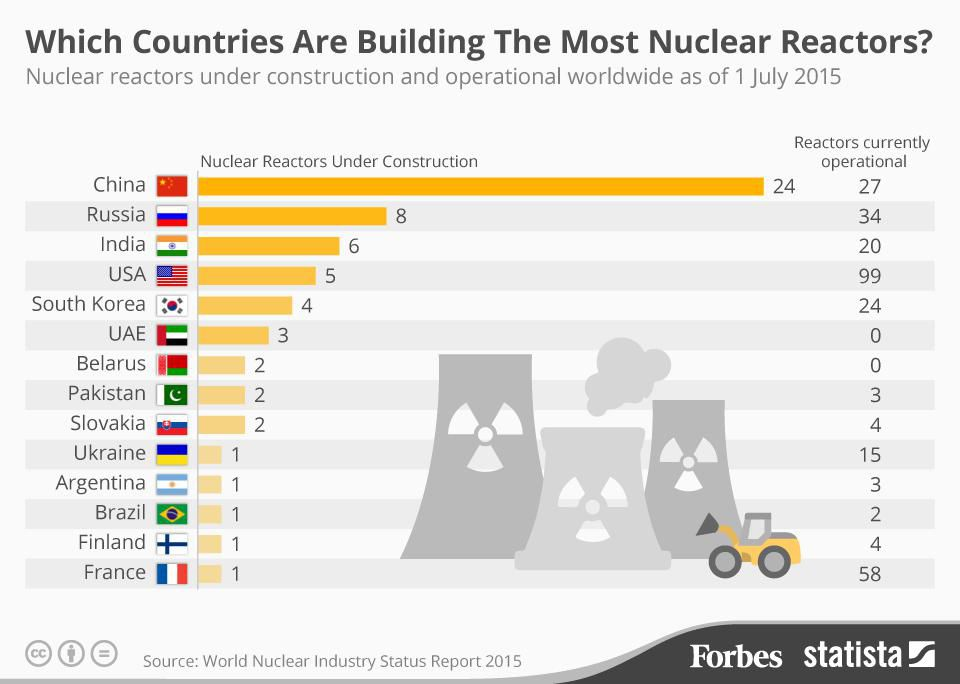 Which Countries Are Building The Most Nuclear Reactors?
Nuclear reactors under construction and operational worldwide as of 1 July 2015
Nuclear Reactors Under Construction
Reactors currently
operational
China 24 27
Russia 8 34
India 6 20
USA 5 99
South Korea 4 24
UAE 3 0
Belarus 2 0
Pakistan 2 3
Slovakia 2 4
Ukraine 1 15
Argentina 1 3
Brazil 1 2
Finland 1 4
France 1 58
cc
Source: World Nuclear Industry Status Report 2015
Forbes statista